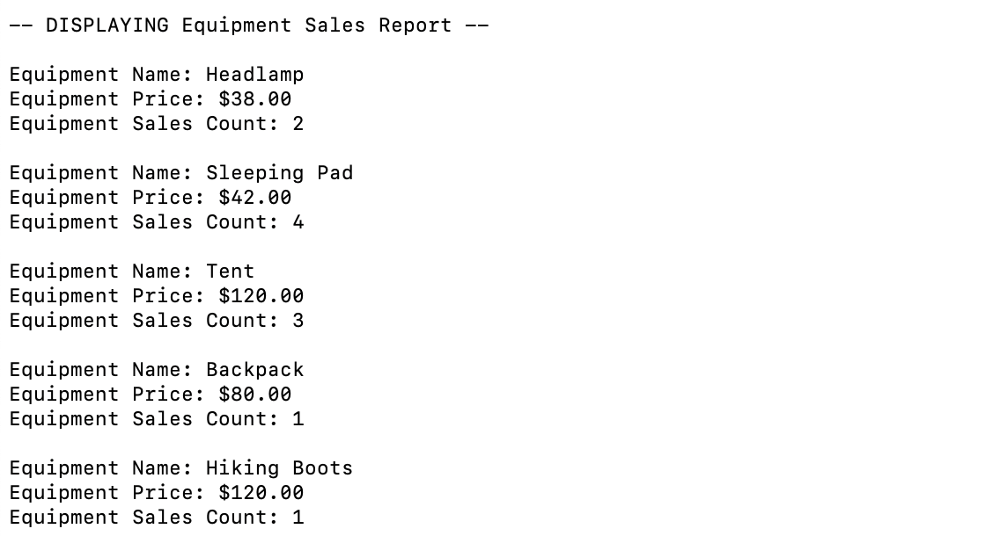 -- DISPLAYING Equipment Sales Report --
Equipment Name: Headlamp
Equipment Price: $38.00
Equipment Sales Count: 2
Equipment Name: Sleeping Pad
Equipment Price: $42.00
Equipment Sales Count: 4
Equipment Name: Tent
Equipment Price: $120.00
Equipment Sales Count: 3
Equipment Name: Backpack
Equipment Price: $80.00
Equipment Sales Count: 1
Equipment Name: Hiking Boots
Equipment Price: $120.00
Equipment Sales Count: 1